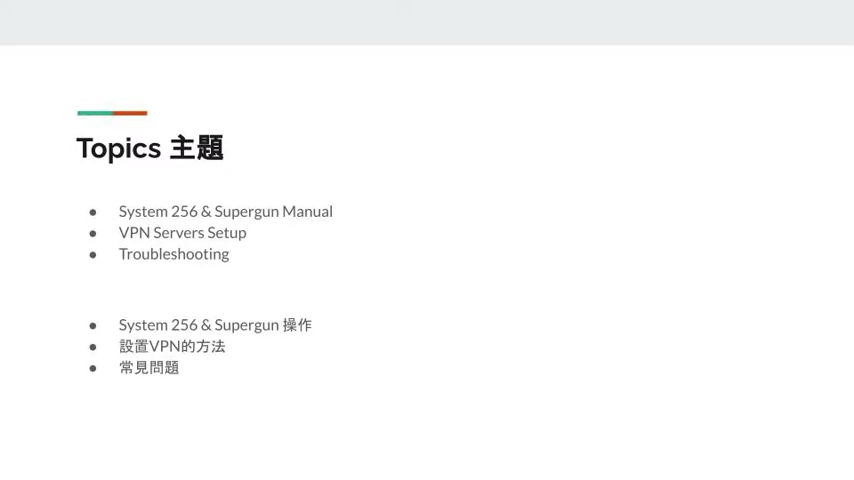 Topics 主題
System 256 & Supergun Manual
VPN Servers Setup
Troubleshooting
System 256 & Supergun 操作
設置VPN的方法
常見問題